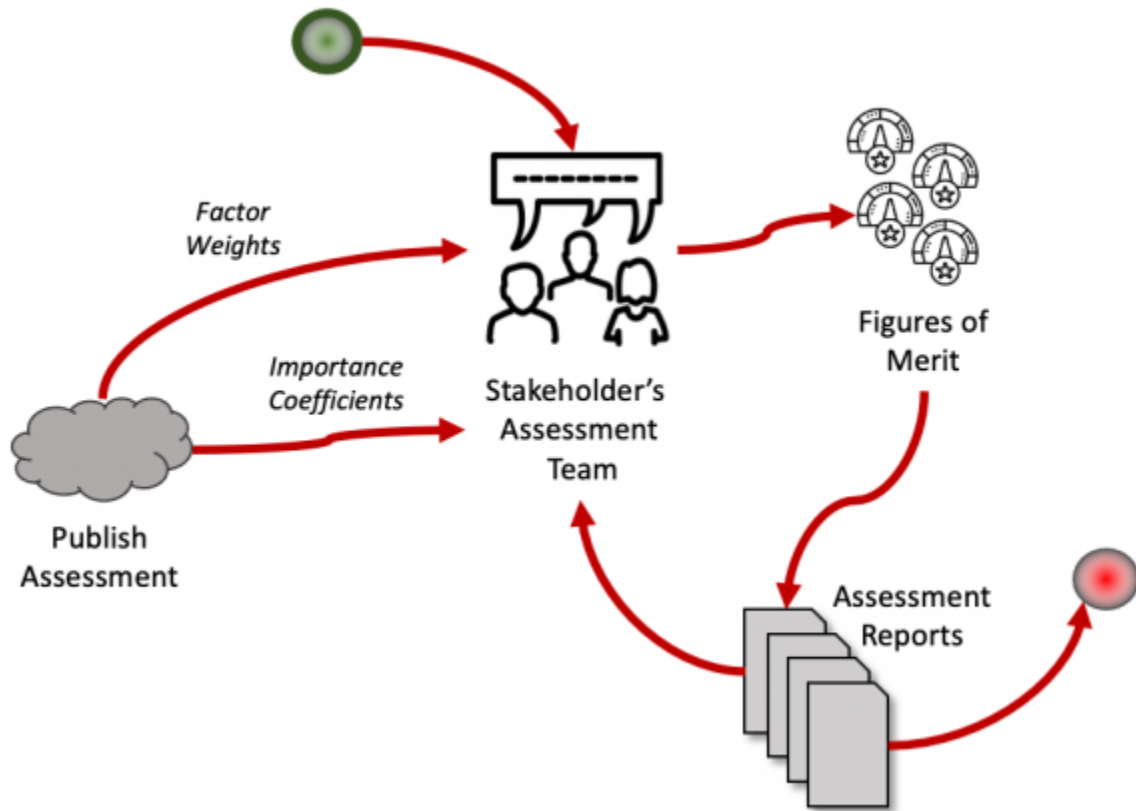 Factor
Weights
Importance
Coefficients
Stakeholder's
Assessment
Team
Figures of
Merit
Publish
Assessment
Assessment
Reports